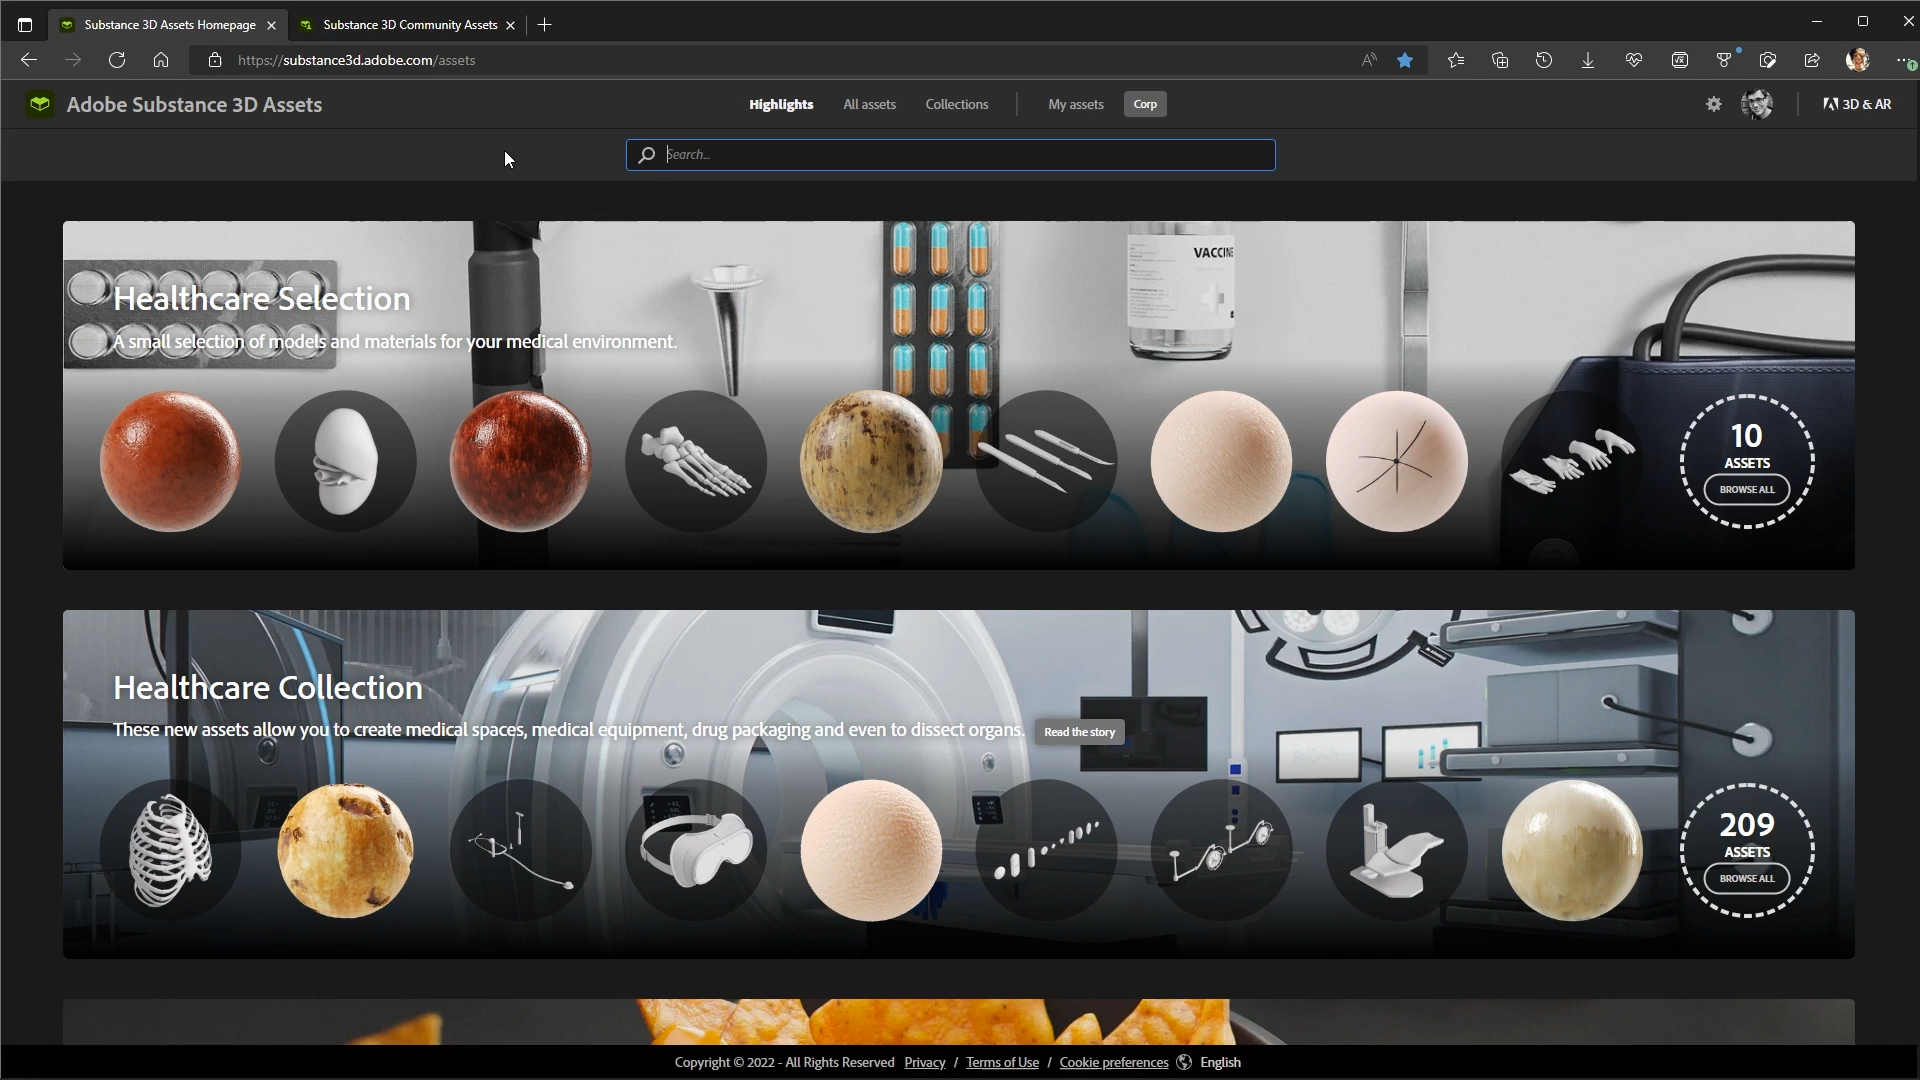 Substance 3D Assets Homepage
Substance 3D Community Assets
https://substance3d.adobe.com/assets
Adobe Substance 3D Assets
Highlights
All assets
Collections
My assets
Corp
3D & AR
Search...
VACCINE
Healthcare Selection
A small selection of models and materials for your medical environment.
10
ASSETS
BROWSE ALL
Healthcare Collection
These new assets allow you to create medical spaces, medical equipment, drug packaging and even to dissect organs.
Read the story
209
ASSETS
BROWSE ALL
Copyright © 2022 - All Rights Reserved Privacy / Terms of Use / Cookie preferences English